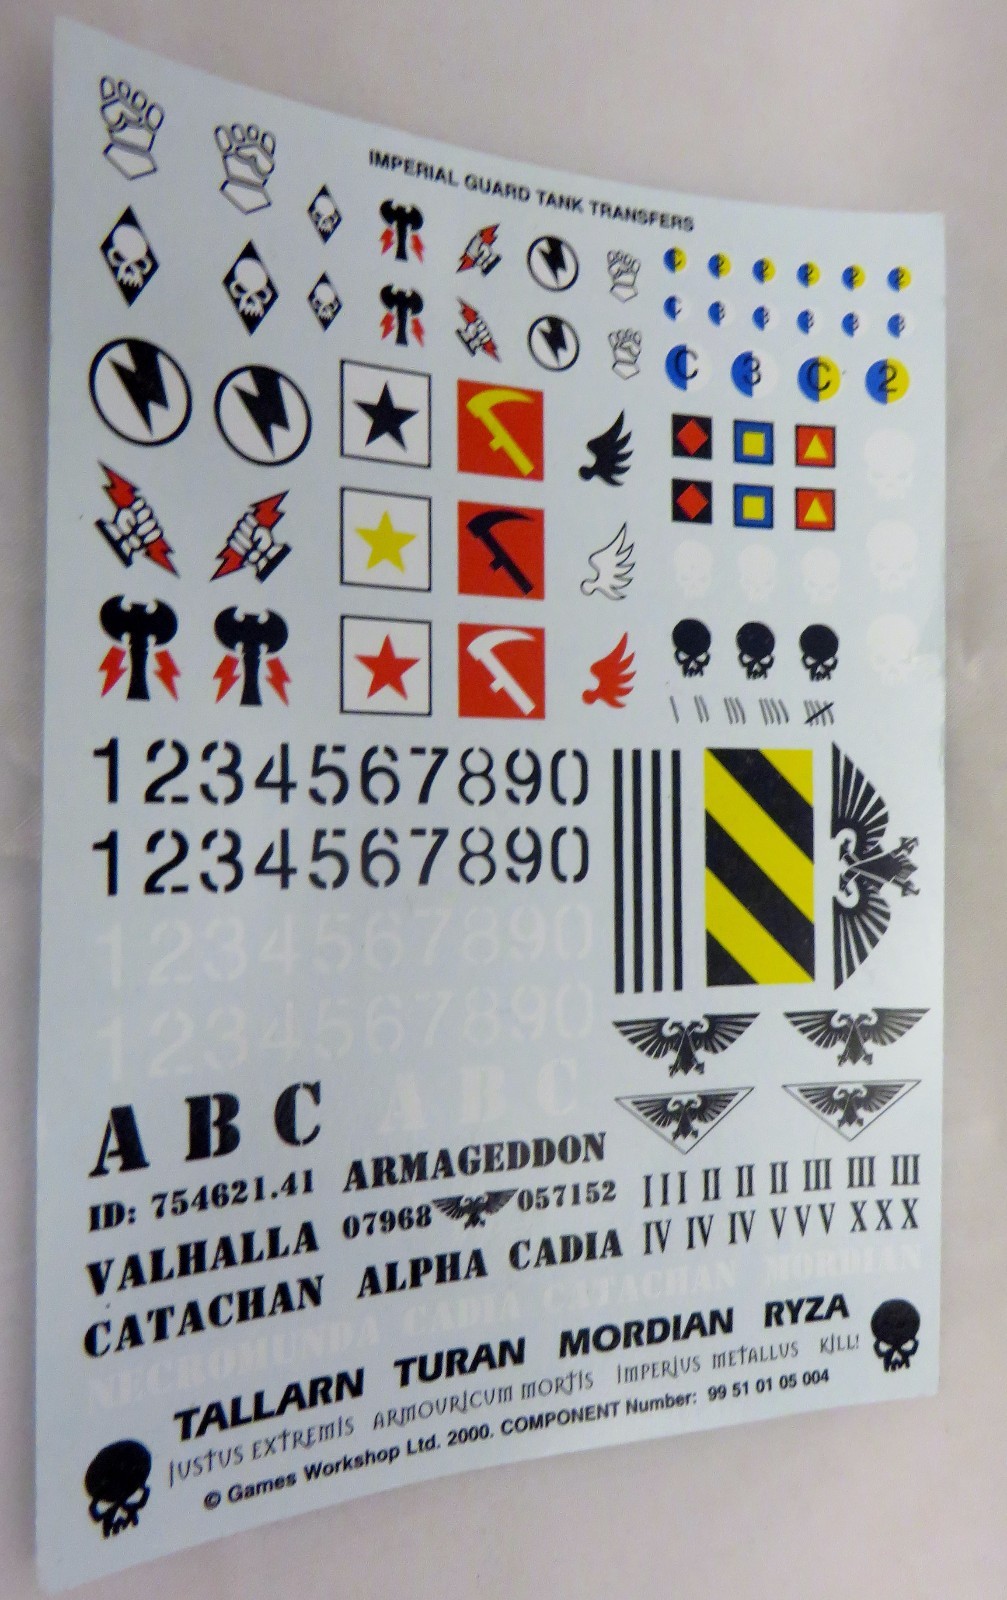 IMPERIAL GUARD TANK TRANSFERS
C 3 C 2
1234567890
1234567890
1234567890
1234567890
A B C A B C
ID: 754621.41 ARMAGEDDON
VALHALLA 07968 057152 I I I II II II III III III
CATACHAN ALPHA CADIA IV IV IV V V V X X X
NECROMUNDA CADIA CATACHAN MORDIAN
TALLARN TURAN MORDIAN RYZA
JUSTUS EXTREMIS ARMOURICUM MORTIS IMPERIUS METALLUS KILL!
© Games Workshop Ltd. 2000. COMPONENT Number: 99 51 01 05 004